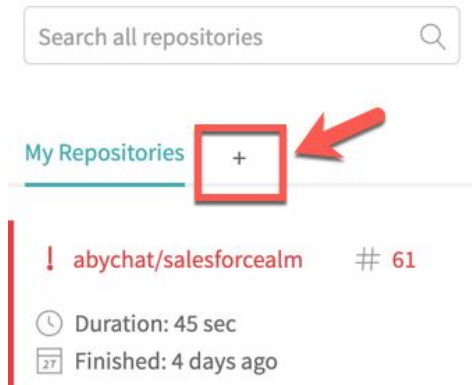 Search all repositories
My Repositories +
! abychat/salesforcealm # 61
Duration: 45 sec
27 Finished: 4 days ago